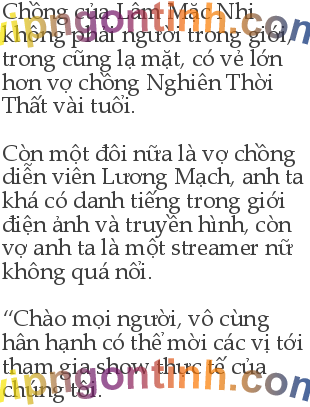 Chồng của Lâm Mặc Nhi
không phải người trong giới,
trong cũng lạ mặt, có vẻ lớn
hơn vợ chồng Nghiên Thời
Thất vài tuổi.
Còn một đôi nữa là vợ chồng
diễn viên Lương Mạch, anh ta
khá có danh tiếng trong giới
điện ảnh và truyền hình, còn
vợ anh ta là một streamer nữ
không quá nổi.
“Chào mọi người, vô cùng
hân hạnh có thể mời các vị tới
tham gia show thực tế của
chúng tôi.
vipngontinh.com
vipngontinh.com